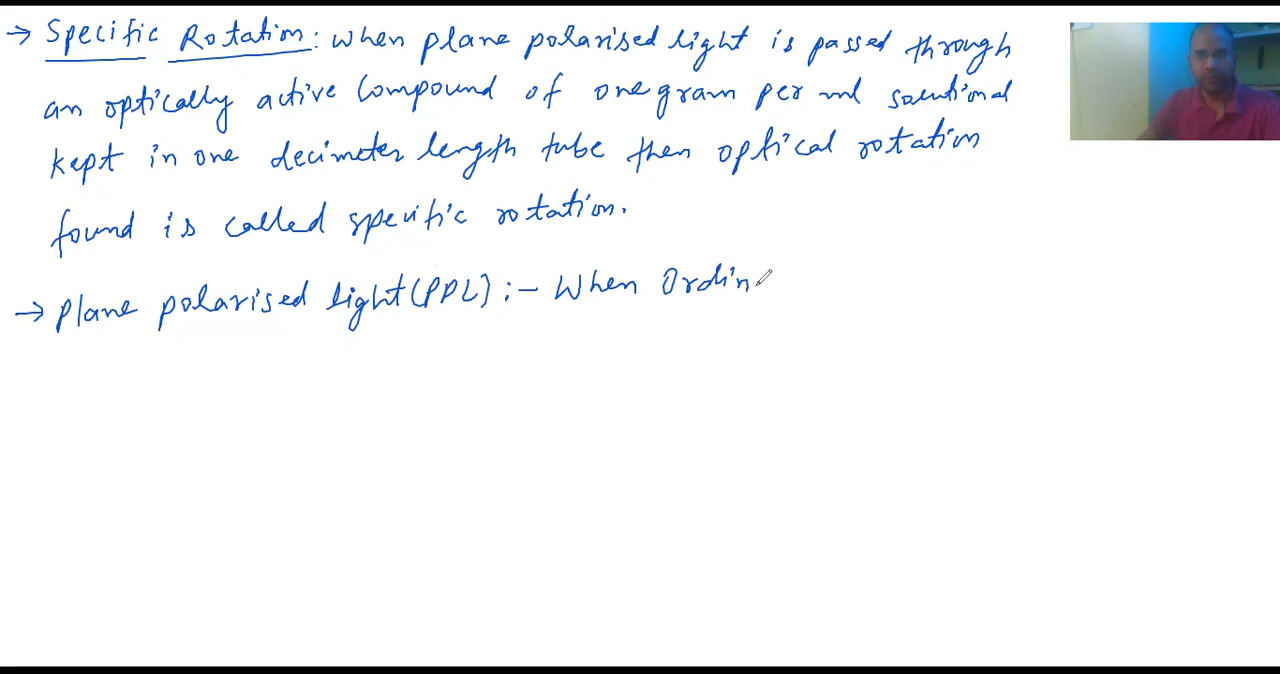 → Specific Rotation: when plane polarised light is passed through
an optically active compound of one gram per ml solutional
kept in one decimeter length tube then optical rotation
found is called specific rotation.
→ Plane polarised light (PPL) :- When Ordin